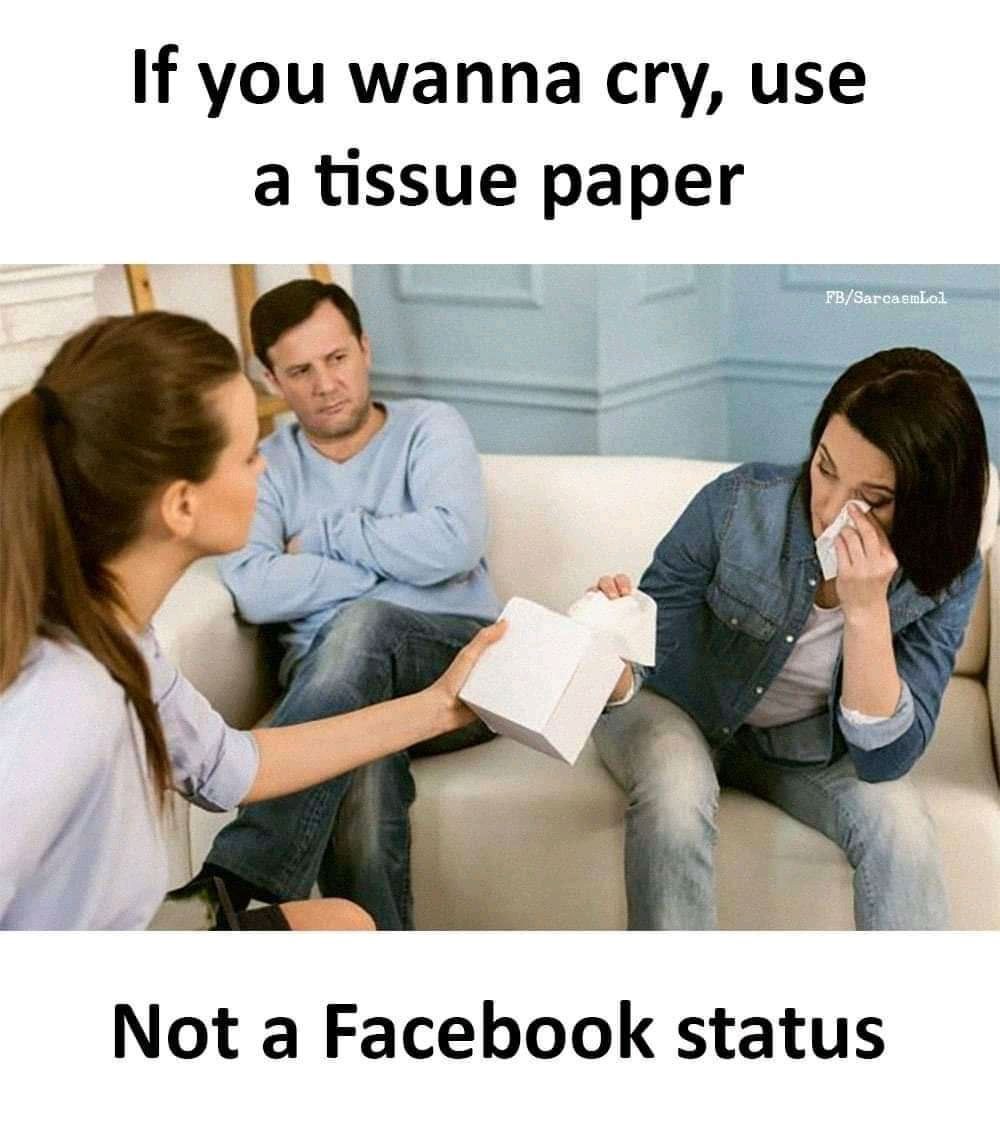 If you wanna cry, use
a tissue paper
FB/SarcasmLol
Not a Facebook status